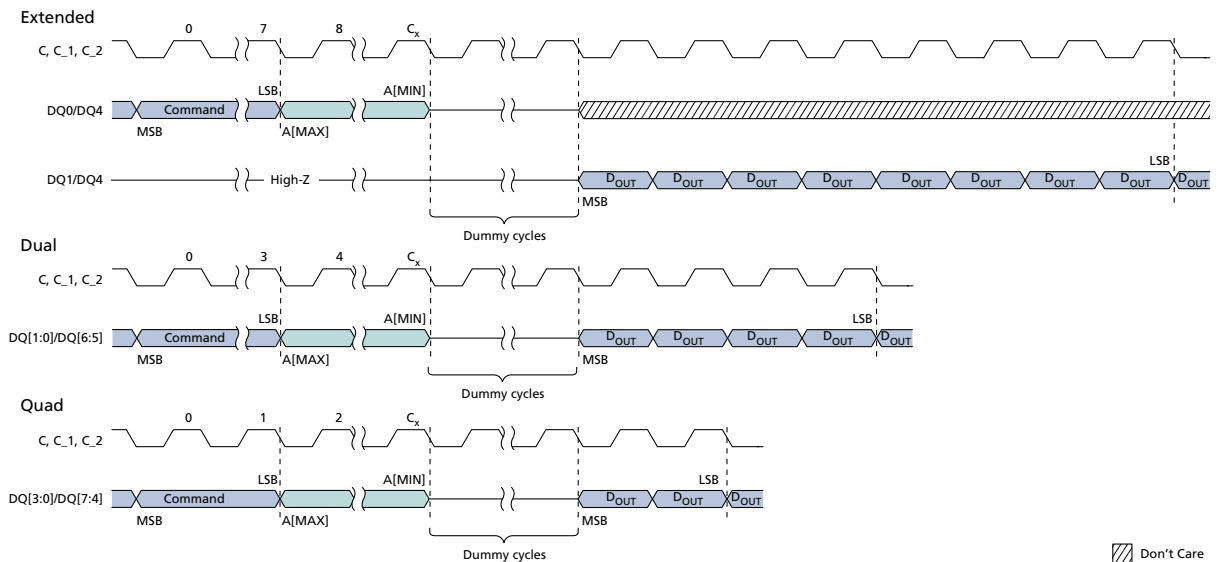 Extended
0 7 8 Cx
C, C_1, C_2
LSB A[MIN]
DQ0/DQ4 Command
MSB A[MAX]
LSB
DQ1/DQ4 High-Z DOUT DOUT DOUT DOUT DOUT DOUT DOUT DOUT DOUT
MSB
Dummy cycles
Dual
0 3 4 Cx
C, C_1, C_2
LSB A[MIN] LSB
DQ[1:0]/DQ[6:5] Command DOUT DOUT DOUT DOUT DOUT
MSB A[MAX] MSB
Dummy cycles
Quad
0 1 2 Cx
C, C_1, C_2
LSB A[MIN] LSB
DQ[3:0]/DQ[7:4] Command DOUT DOUT DOUT
MSB A[MAX] MSB
Dummy cycles
Don't Care